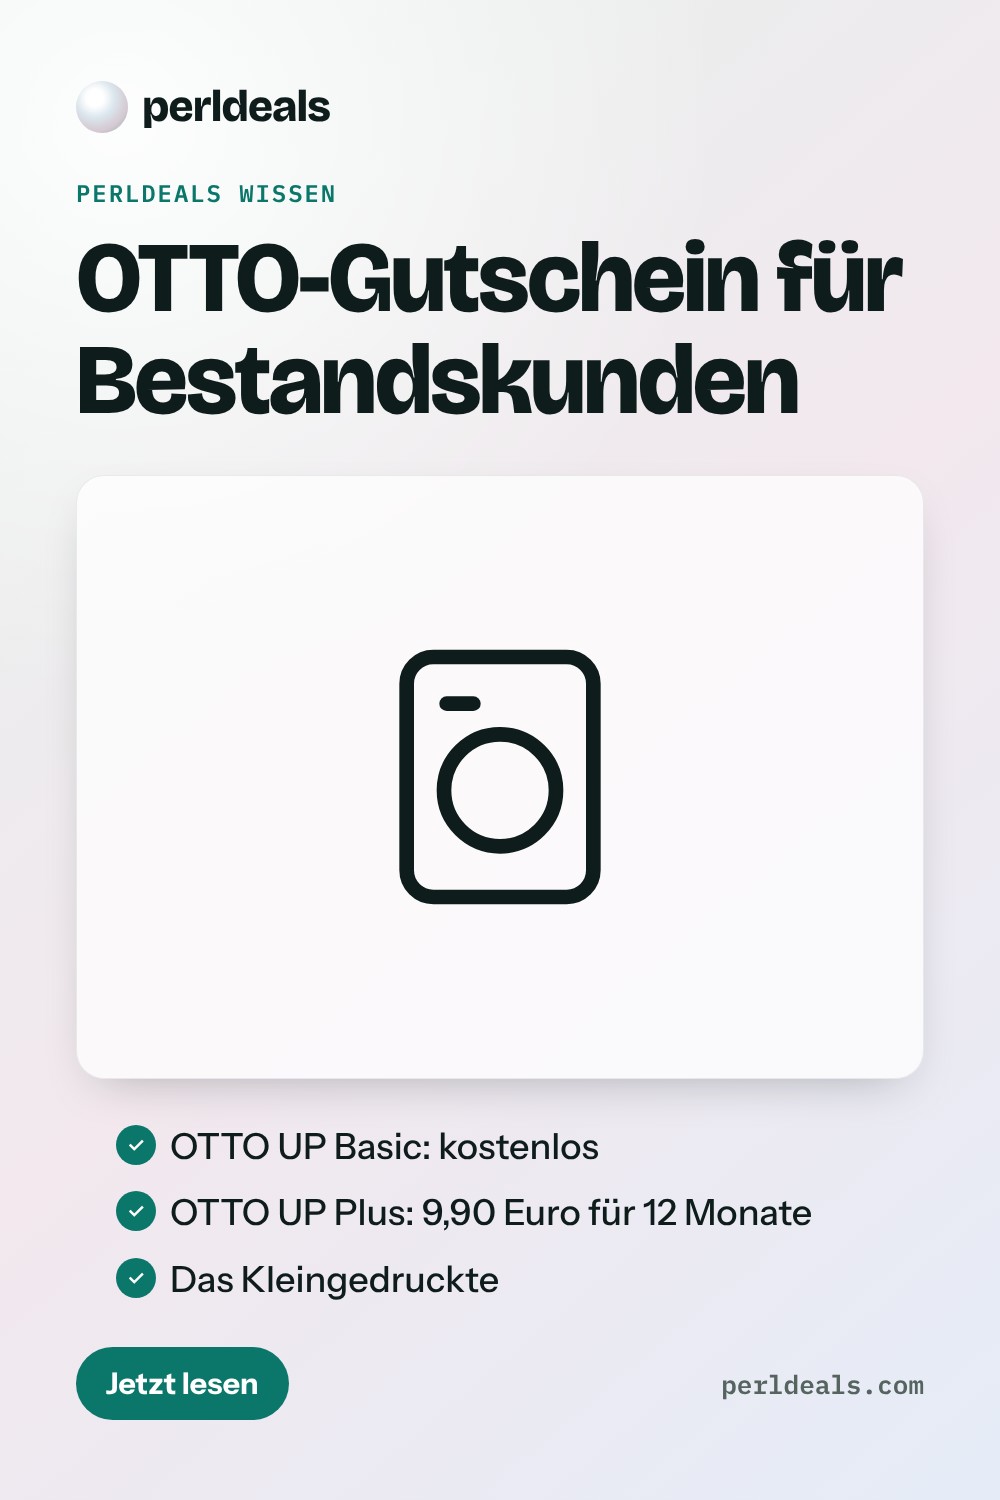 perldeals
PERLDEALS WISSEN
OTTO-Gutschein für
Bestandskunden
OTTO UP Basic: kostenlos
OTTO UP Plus: 9,90 Euro für 12 Monate
Das Kleingedruckte
Jetzt lesen
perldeals.com